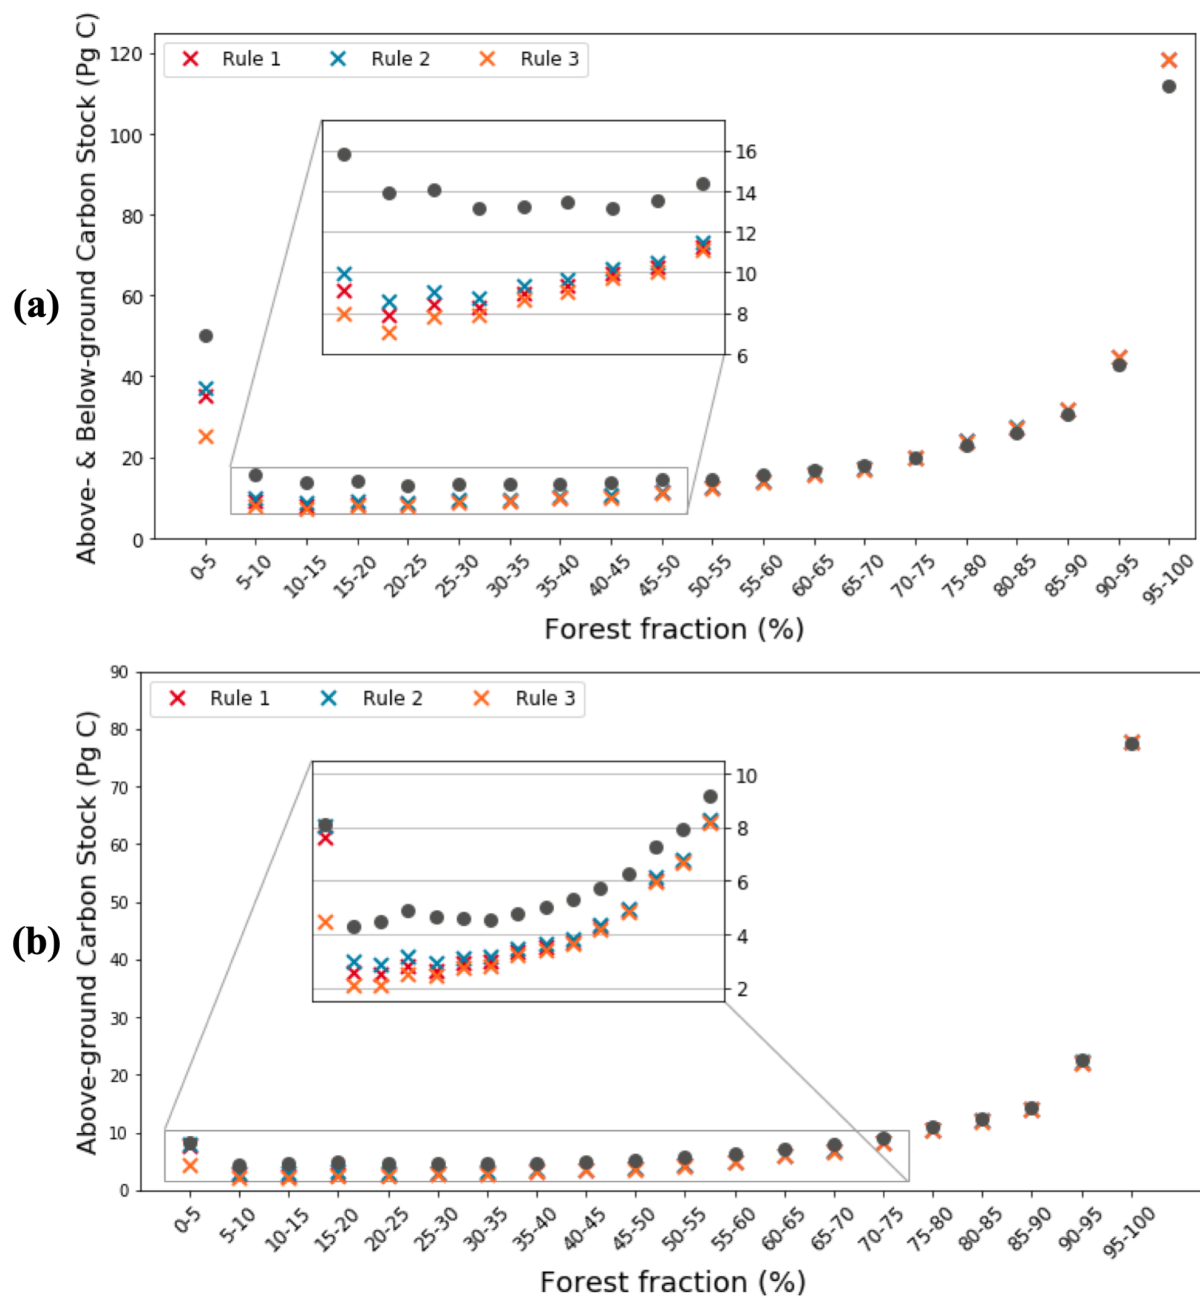 (a)
Above- & Below-ground Carbon Stock (Pg C)
120
100
80
60
40
20
0
Rule 1 Rule 2 Rule 3
16
14
12
10
8
6
0-5 5-10 10-15 15-20 20-25 25-30 30-35 35-40 40-45 45-50 50-55 55-60 60-65 65-70 70-75 75-80 80-85 85-90 90-95 95-100
Forest fraction (%)
(b)
Above-ground Carbon Stock (Pg C)
90
80
70
60
50
40
30
20
10
0
Rule 1 Rule 2 Rule 3
10
8
6
4
2
0-5 5-10 10-15 15-20 20-25 25-30 30-35 35-40 40-45 45-50 50-55 55-60 60-65 65-70 70-75 75-80 80-85 85-90 90-95 95-100
Forest fraction (%)